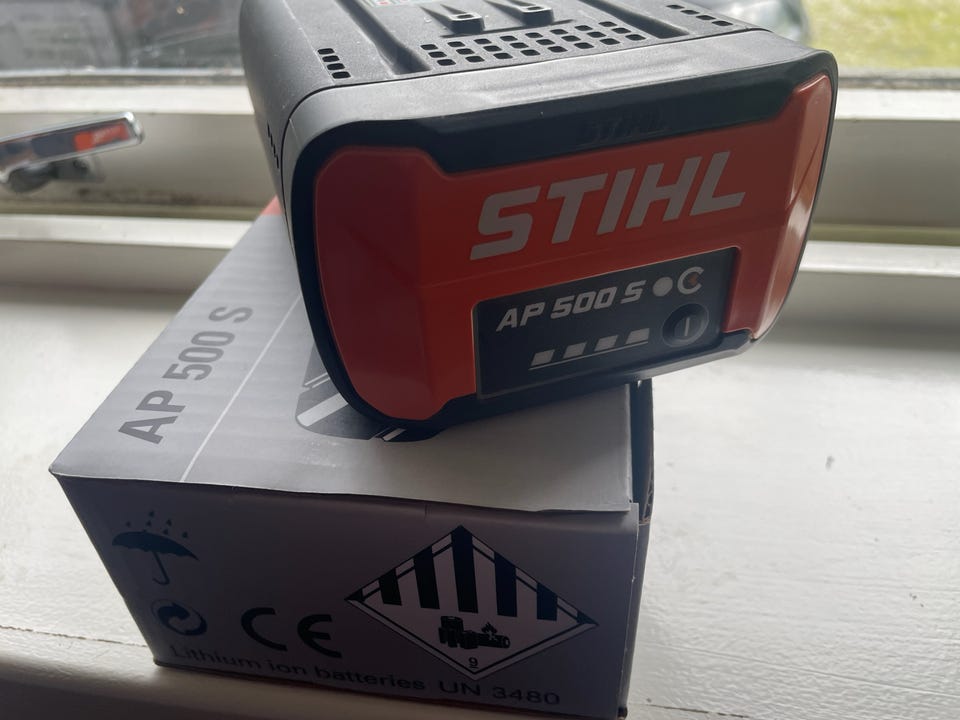 STIHL
STIHL
AP 500 S
AP 500 S
CE
9
Lithium ion batteries UN 3480